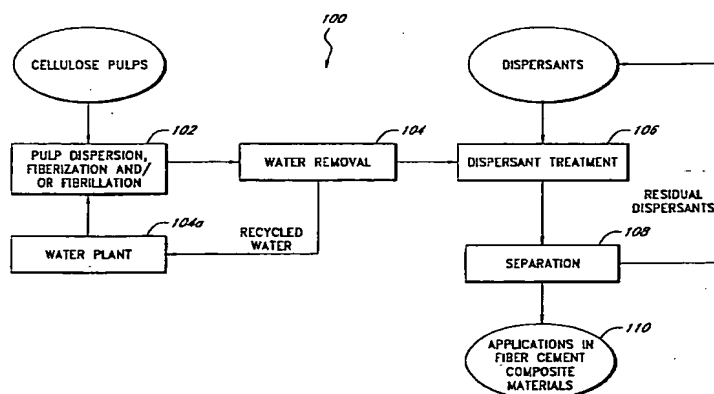 100
CELLULOSE PULPS
DISPERSANTS
102
PULP DISPERSION,
FIBERIZATION AND/
OR FIBRILLATION
104
WATER REMOVAL
106
DISPERSANT TREATMENT
RESIDUAL
DISPERSANTS
104a
WATER PLANT
RECYCLED
WATER
108
SEPARATION
110
APPLICATIONS IN
FIBER CEMENT
COMPOSITE
MATERIALS